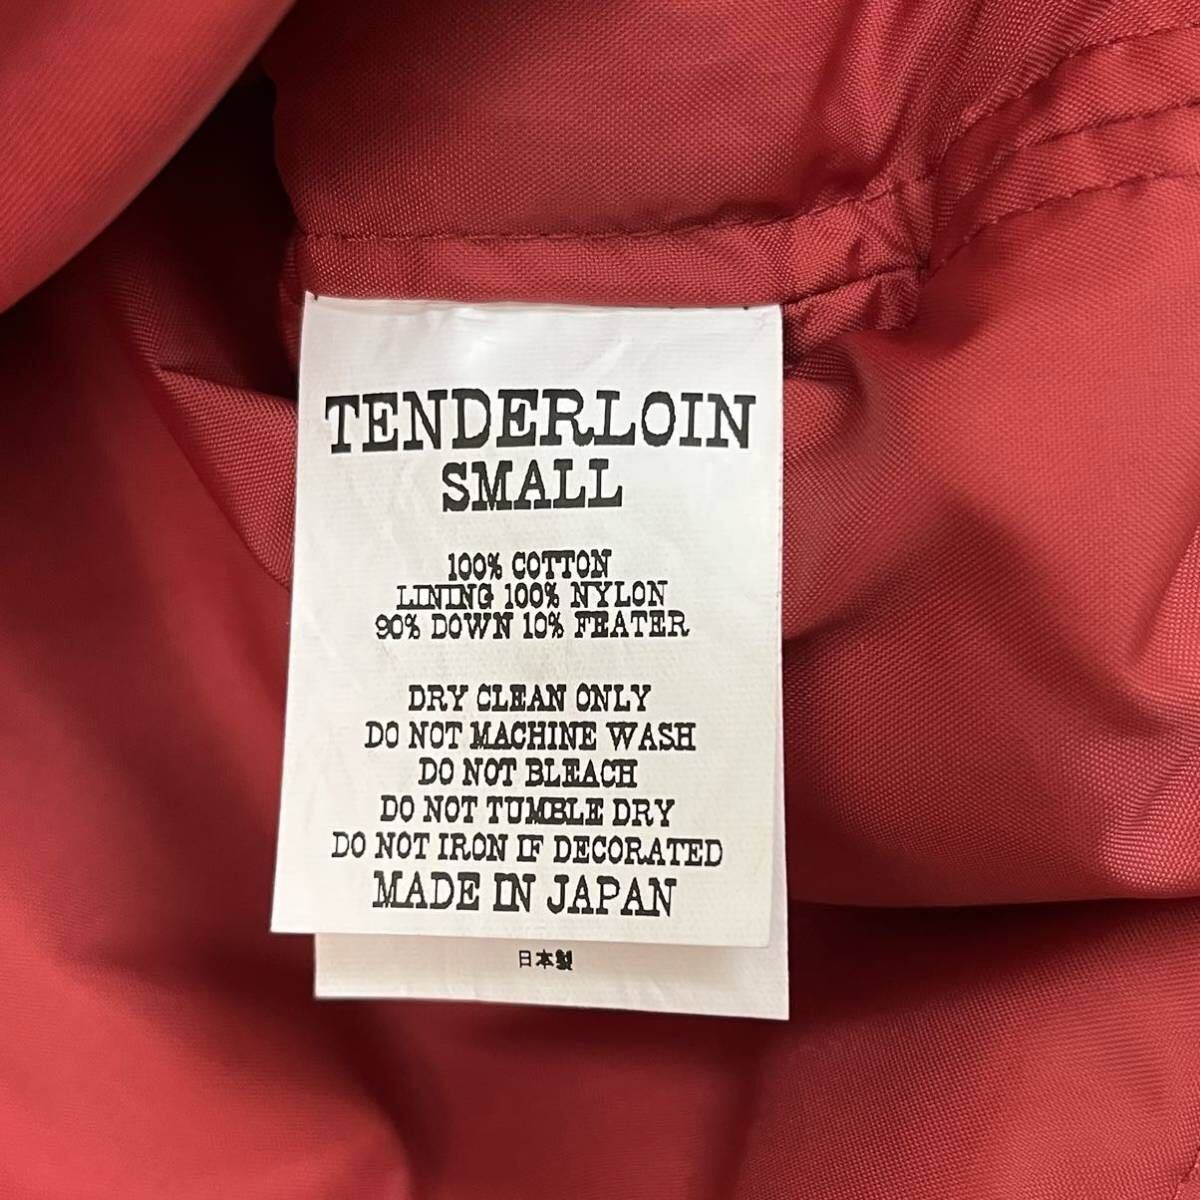 TENDERLOIN
SMALL
100% COTTON
LINING 100% NYLON
90% DOWN 10% FEATER
DRY CLEAN ONLY
DO NOT MACHINE WASH
DO NOT BLEACH
DO NOT TUMBLE DRY
DO NOT IRON IF DECORATED
MADE IN JAPAN
日本製